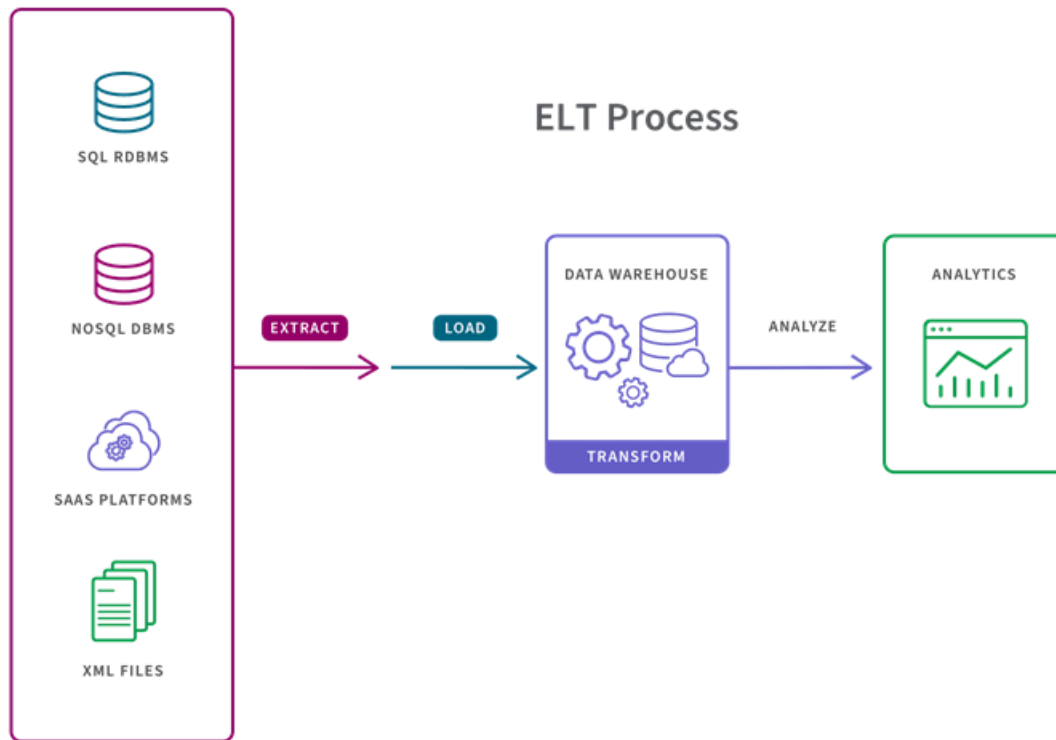 ELT Process
SQL RDBMS
NOSQL DBMS
SAAS PLATFORMS
XML FILES
EXTRACT
LOAD
DATA WAREHOUSE
TRANSFORM
ANALYZE
ANALYTICS